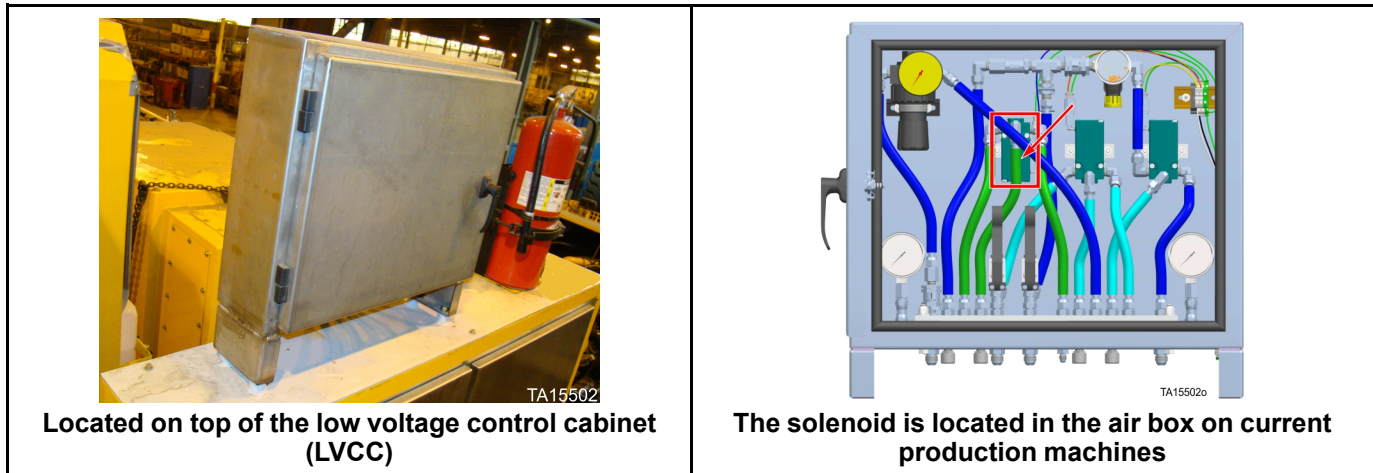 TA15502
Located on top of the low voltage control cabinet
(LVCC)
TA15502o
The solenoid is located in the air box on current
production machines